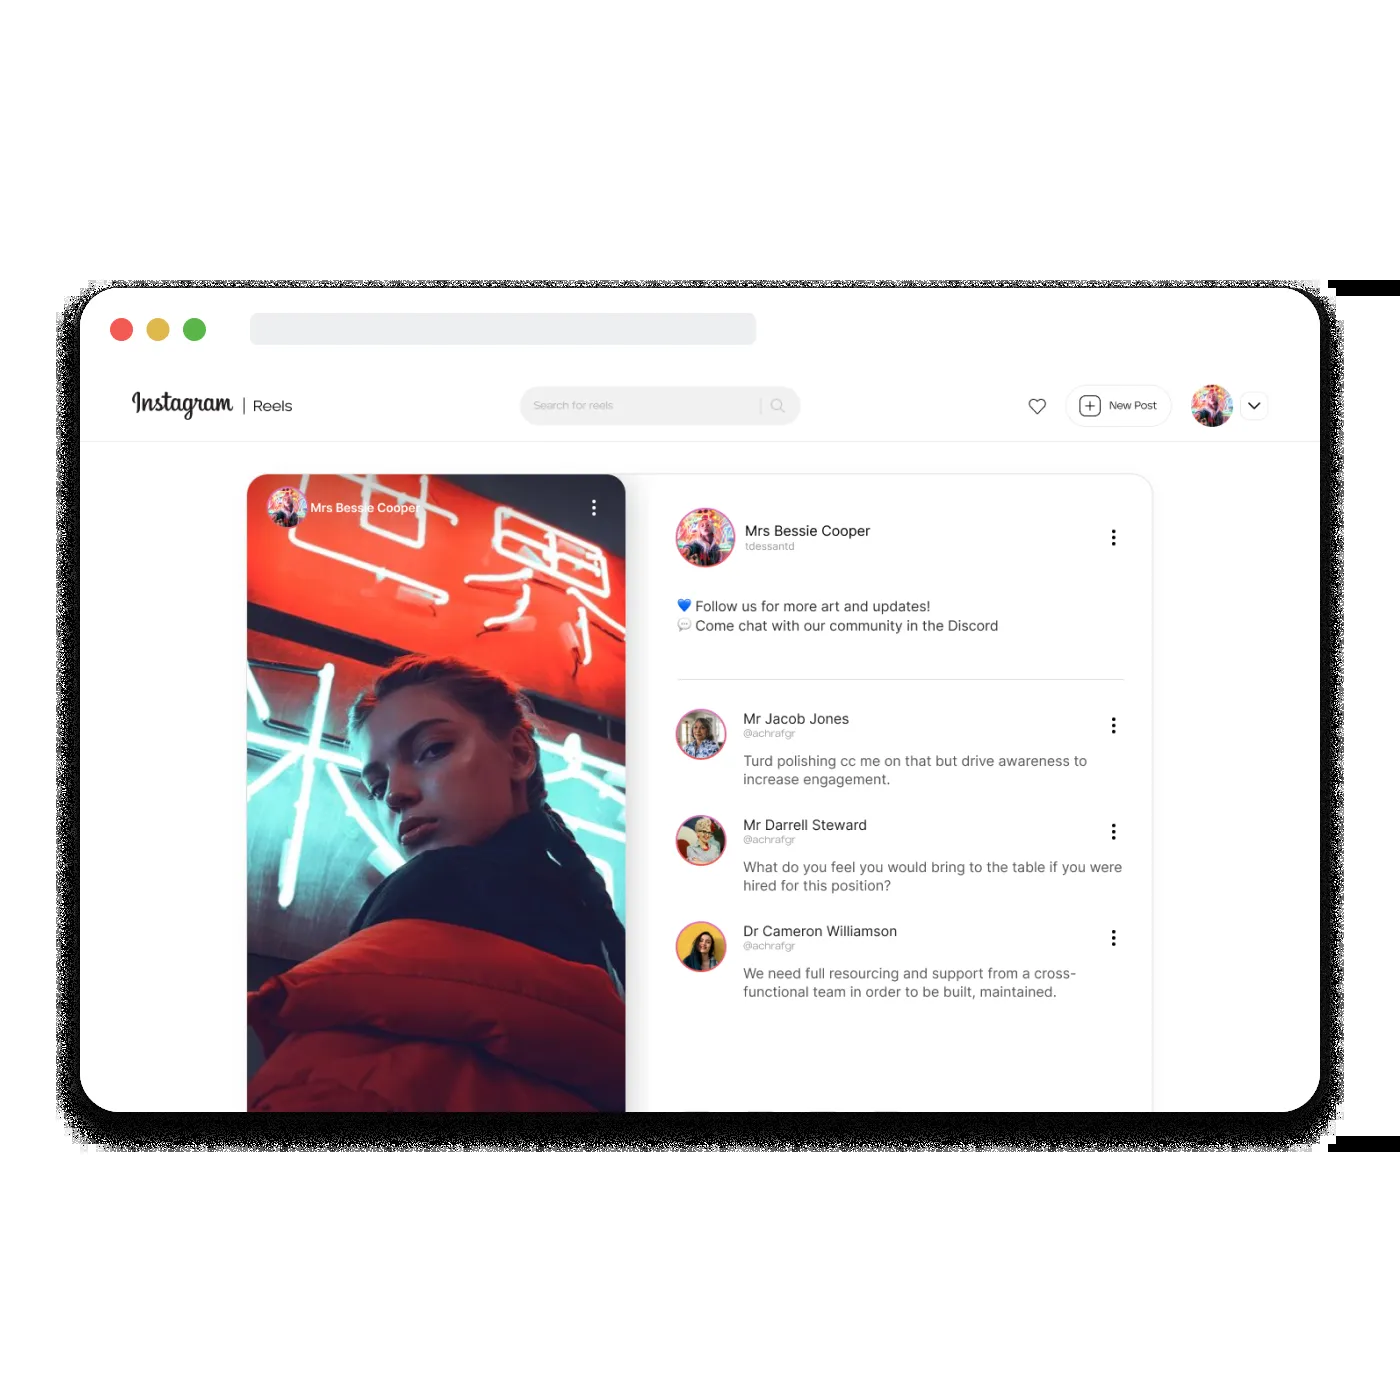 Instagram | Reels
Search for reels
New Post
Mrs Bessie Cooper
世界
Mrs Bessie Cooper
tdessantd
💙 Follow us for more art and updates!
💬 Come chat with our community in the Discord
Mr Jacob Jones
@achrafgr
Turd polishing cc me on that but drive awareness to
increase engagement.
Mr Darrell Steward
@achrafgr
What do you feel you would bring to the table if you were
hired for this position?
Dr Cameron Williamson
@achrafgr
We need full resourcing and support from a cross-
functional team in order to be built, maintained.